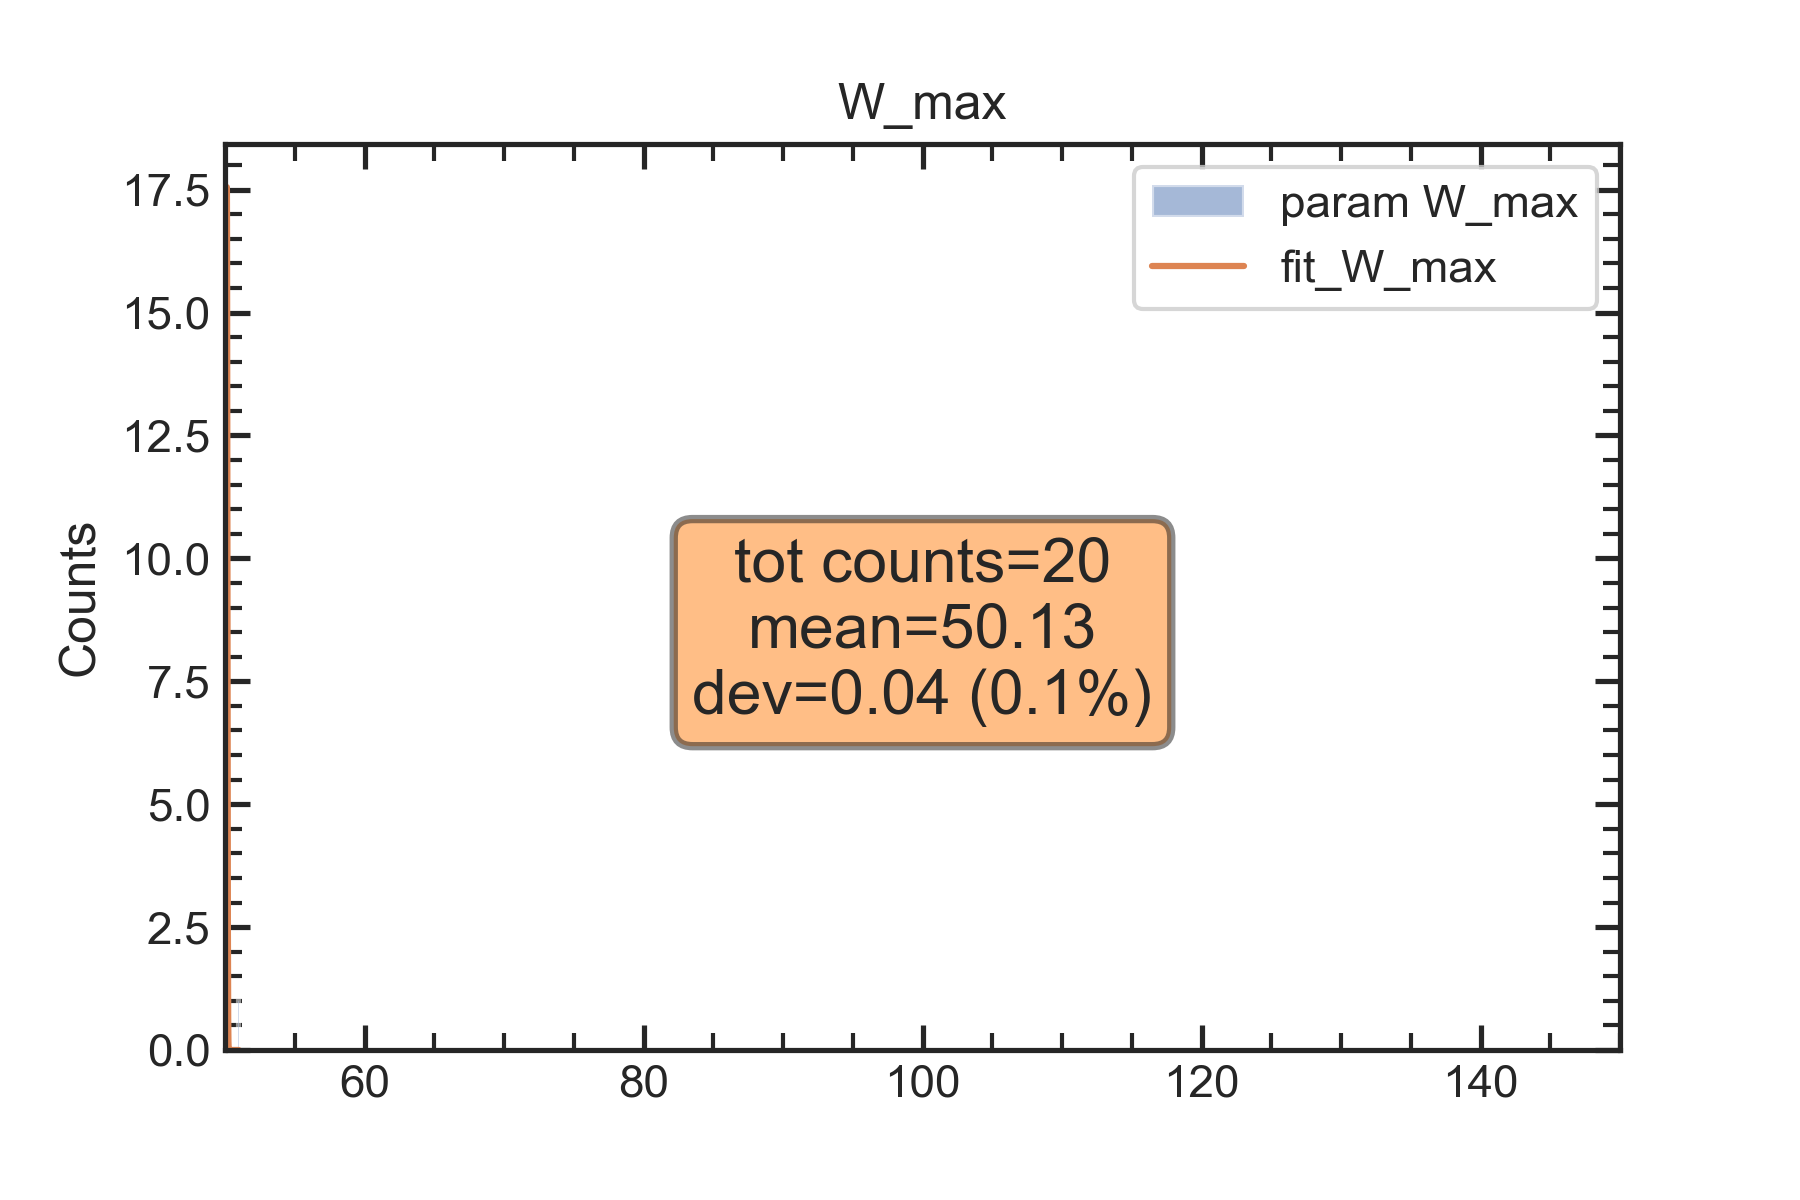 W_max
17.5
15.0
12.5
10.0
7.5
5.0
2.5
0.0
Counts
param W_max
fit_W_max
tot counts=20
mean=50.13
dev=0.04 (0.1%)
60 80 100 120 140